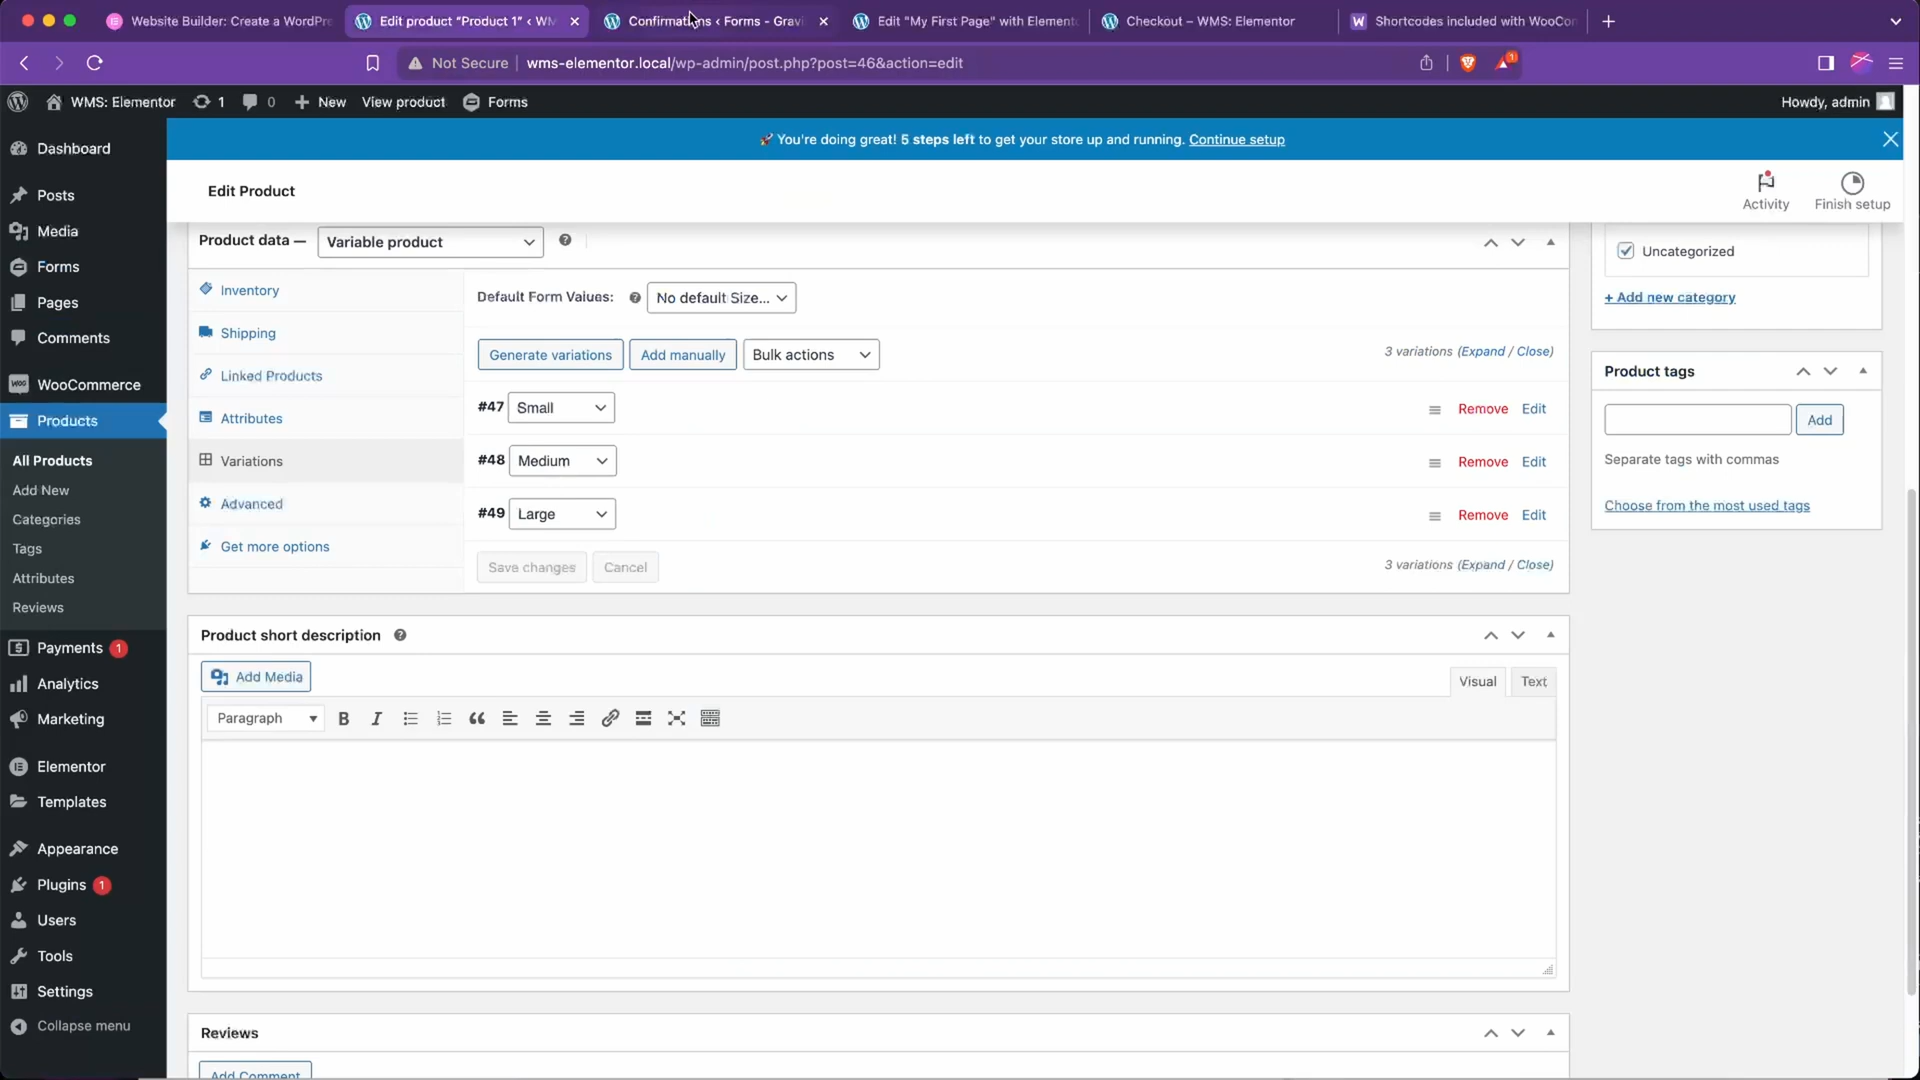 Website Builder: Create a WordPre
Edit product “Product 1” ‹ WM
Confirmations ‹ Forms - Gravi
Edit "My First Page" with Element
Checkout – WMS: Elementor
Shortcodes included with WooCom
Not Secure
wms-elementor.local/wp-admin/post.php?post=46&action=edit
1
WMS: Elementor
1
0
New
View product
Forms
Howdy, admin
🚀 You're doing great! 5 steps left to get your store up and running. Continue setup
Edit Product
Activity
Finish setup
Dashboard
Posts
Media
Forms
Pages
Comments
WooCommerce
Products
All Products
Add New
Categories
Tags
Attributes
Reviews
Payments 1
Analytics
Marketing
Elementor
Templates
Appearance
Plugins 1
Users
Tools
Settings
Collapse menu
Product data — Variable product
Inventory
Shipping
Linked Products
Attributes
Variations
Advanced
Get more options
Default Form Values: No default Size...
Generate variations
Add manually
Bulk actions
3 variations (Expand / Close)
#47 Small Remove Edit
#48 Medium Remove Edit
#49 Large Remove Edit
Save changes
Cancel
3 variations (Expand / Close)
Product short description
Add Media
Visual
Text
Paragraph
Reviews
Add Comment
Uncategorized
+ Add new category
Product tags
Add
Separate tags with commas
Choose from the most used tags